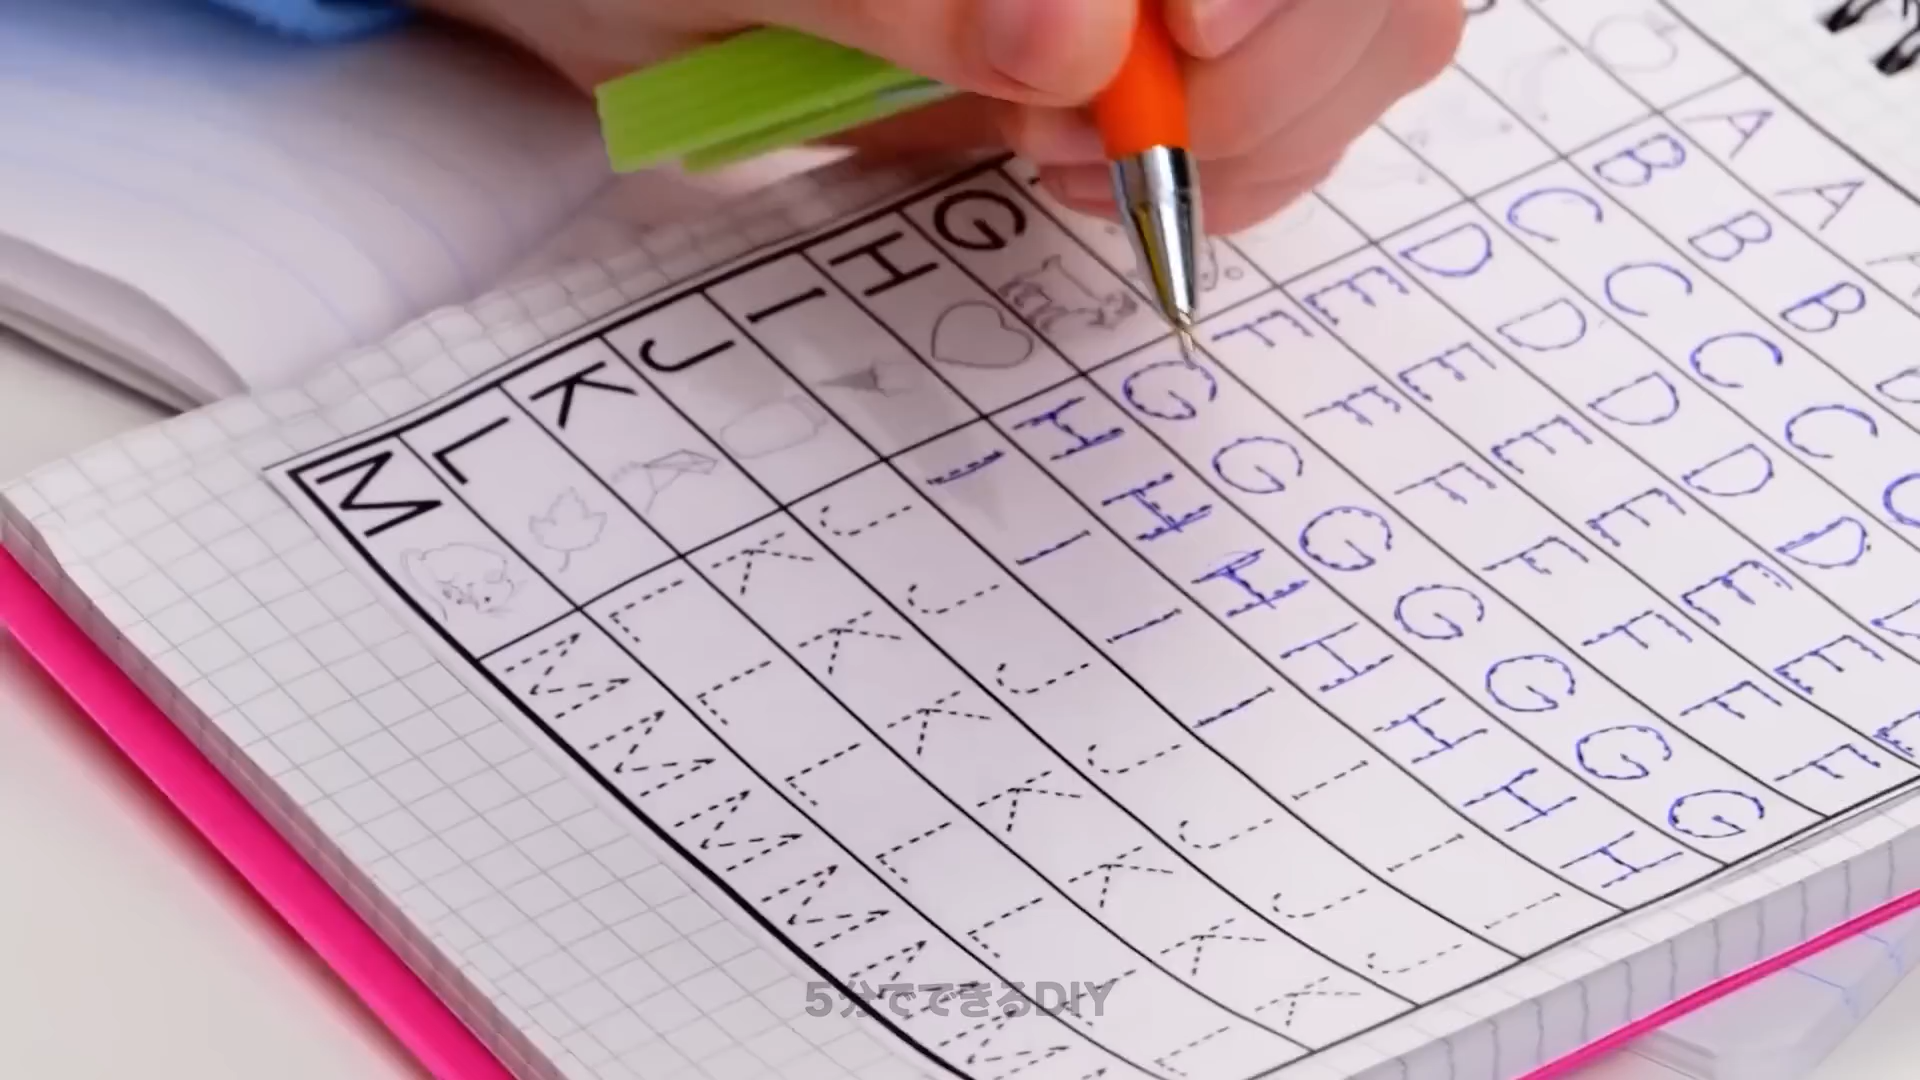 A A A
B B B B
C C C C C
D D D D D D
E E E E E E E
F F F F F F F
G G G G G G G G
H H H H H H H H
I I I I I I I I
J J J J J J J J
K K K K K K K K
L L L L L L L L
M M M M M M M
5分でできるDIY